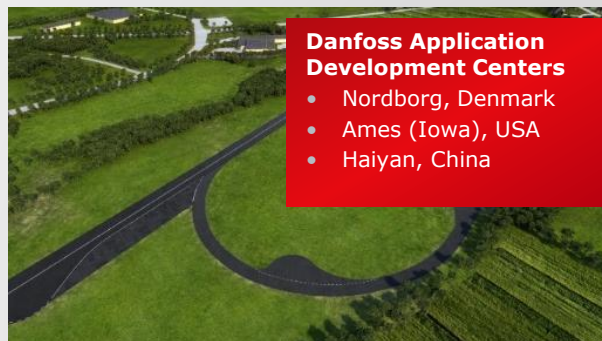 Danfoss Application
Development Centers
• Nordborg, Denmark
• Ames (Iowa), USA
• Haiyan, China